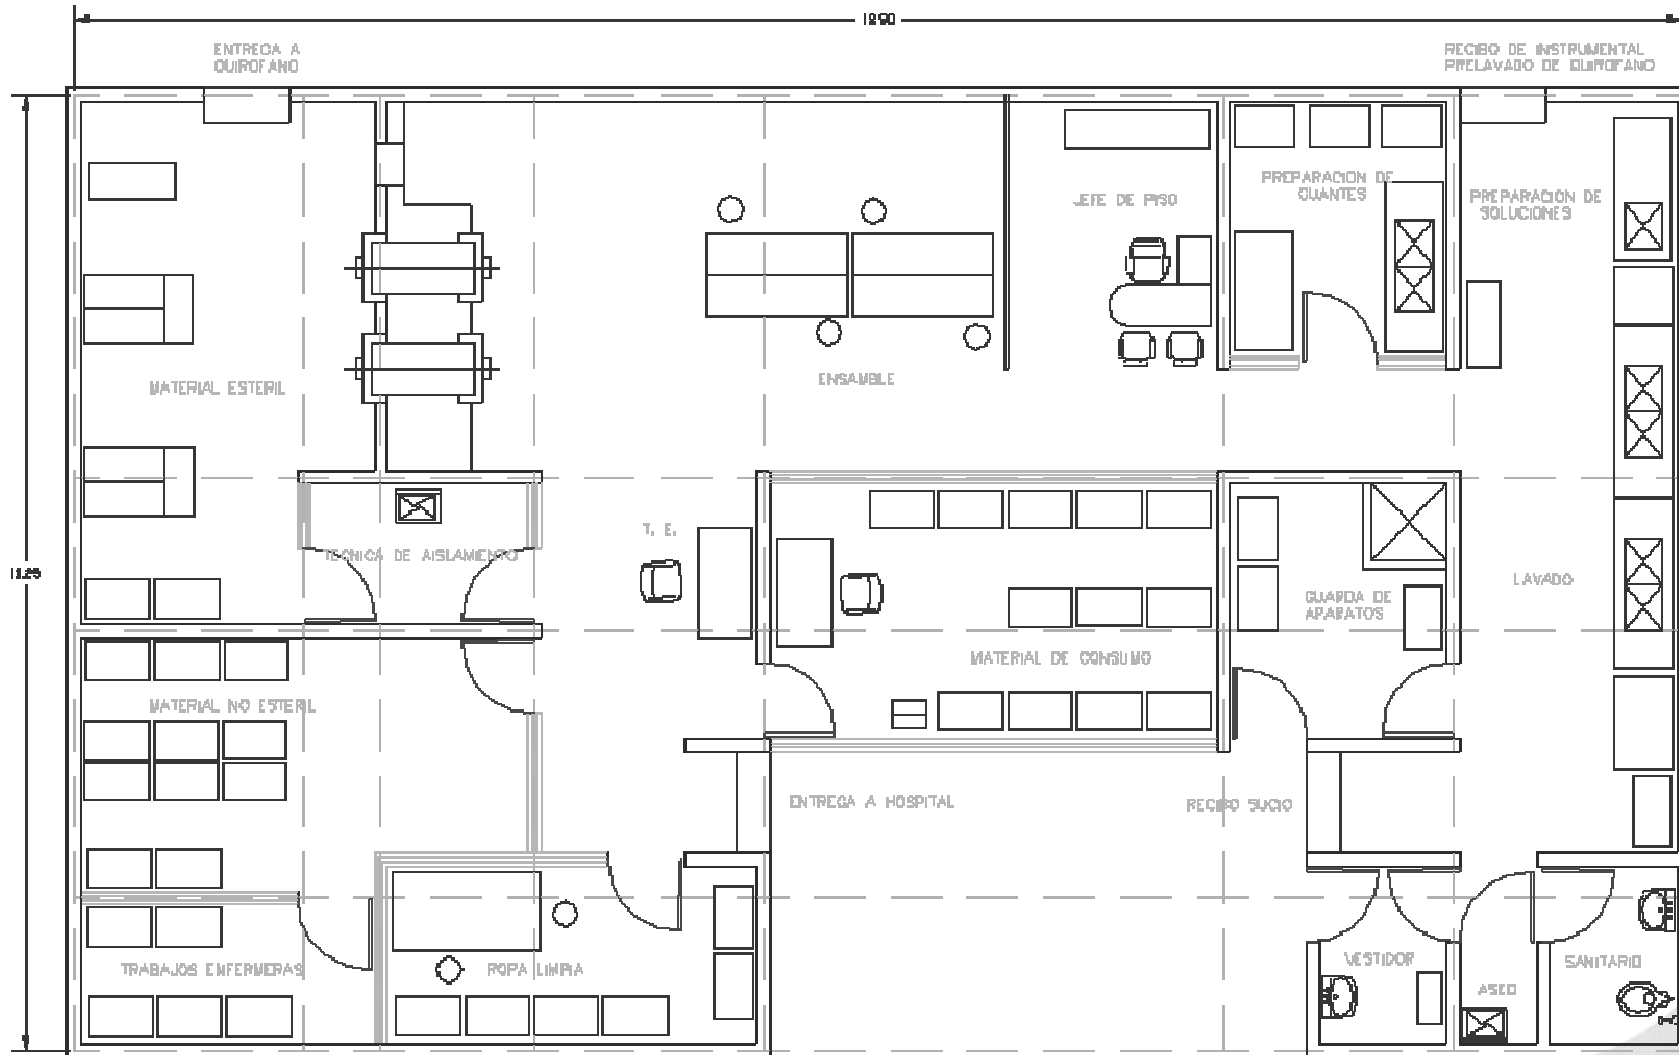 1290
ENTREGA A
QUIROFANO
RECIBO DE INSTRUMENTAL
PRELAVADO DE QUIROFANO
PREPARACION DE
GUANTES
JEFE DE PISO
PREPARACION DE
SOLUCIONES
MATERIAL ESTERIL
ENSAMBLE
T. E.
TECNICA DE AISLAMIENTO
1125
LAVADO
GUARDA DE
APARATOS
MATERIAL DE CONSUMO
MATERIAL NO ESTERIL
ENTREGA A HOSPITAL
RECIBO SUCIO
TRABAJOS ENFERMERAS
ROPA LIMPIA
VESTIDOR
SANITARIO
ASEO